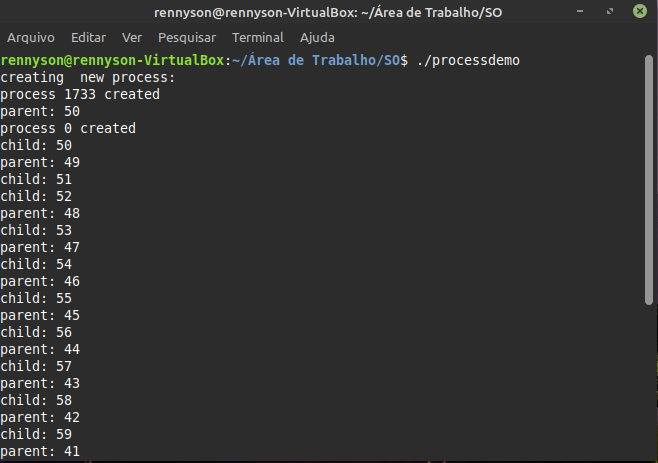 rennyson@rennyson-VirtualBox: ~/Área de Trabalho/SO
Arquivo Editar Ver Pesquisar Terminal Ajuda
rennyson@rennyson-VirtualBox:~/Área de Trabalho/SO$ ./processdemo
creating  new process:
process 1733 created
parent: 50
process 0 created
child: 50
parent: 49
child: 51
child: 52
parent: 48
child: 53
parent: 47
child: 54
parent: 46
child: 55
parent: 45
child: 56
parent: 44
child: 57
parent: 43
child: 58
parent: 42
child: 59
parent: 41